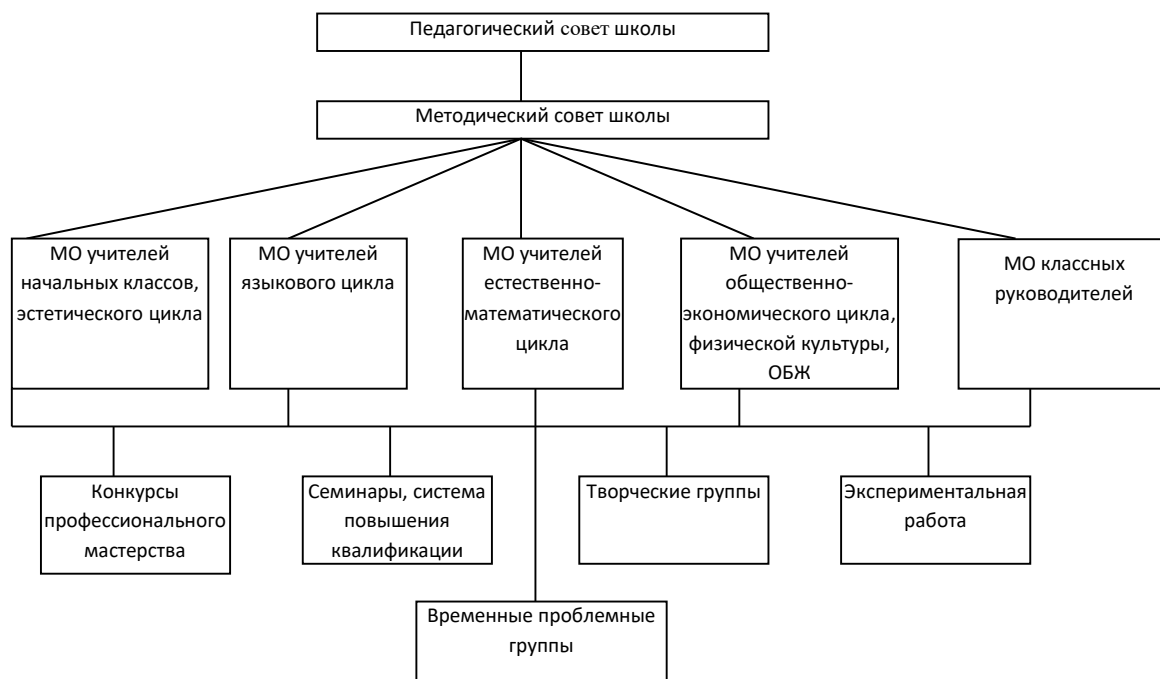 Педагогический совет школы
Методический совет школы
МО учителей
начальных классов,
эстетического цикла
МО учителей
языкового цикла
МО учителей
естественно-
математического
цикла
МО учителей
общественно-
экономического цикла,
физической культуры,
ОБЖ
МО классных
руководителей
Конкурсы
профессионального
мастерства
Семинары, система
повышения
квалификации
Творческие группы
Экспериментальная
работа
Временные проблемные
группы